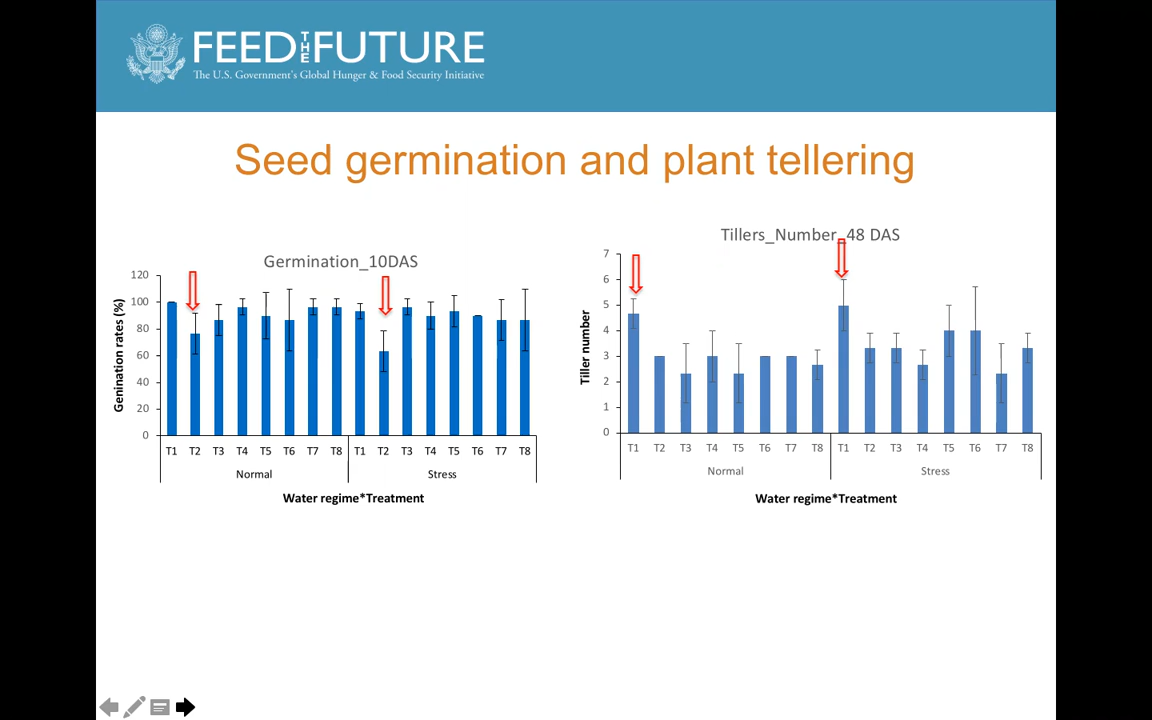 FEED THE FUTURE
The U.S. Government's Global Hunger & Food Security Initiative
Seed germination and plant tellering
Germination_10DAS
120
100
80
60
40
20
0
Genination rates (%)
T1 T2 T3 T4 T5 T6 T7 T8 T1 T2 T3 T4 T5 T6 T7 T8
Normal Stress
Water regime*Treatment
Tillers_Number_48 DAS
7
6
5
4
3
2
1
0
Tiller number
T1 T2 T3 T4 T5 T6 T7 T8 T1 T2 T3 T4 T5 T6 T7 T8
Normal Stress
Water regime*Treatment